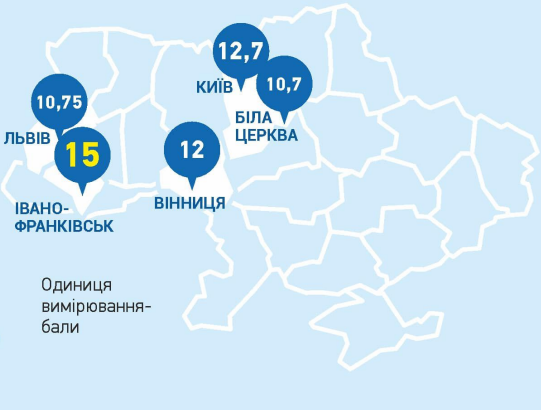 12,7
КИЇВ
10,7
БІЛА
ЦЕРКВА
10,75
ЛЬВІВ
15
ІВАНО-
ФРАНКІВСЬК
12
ВІННИЦЯ
Одиниця
вимірювання-
бали